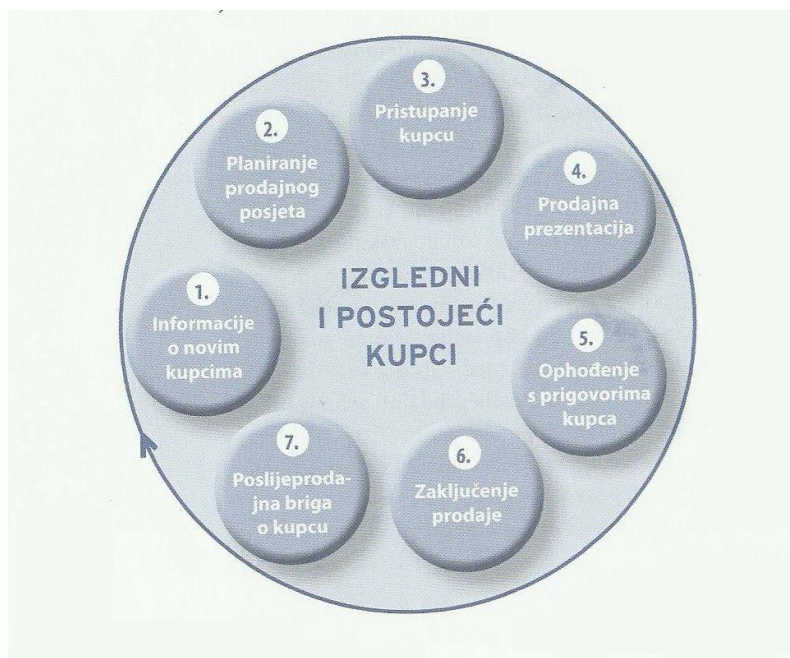 IZGLEDNI
I POSTOJEĆI
KUPCI
1.
Informacije
o novim
kupcima
2.
Planiranje
prodajnog
posjeta
3.
Pristupanje
kupcu
4.
Prodajna
prezentacija
5.
Ophođenje
s prigovorima
kupca
6.
Zaključenje
prodaje
7.
Poslijeproda-
jna briga
o kupcu